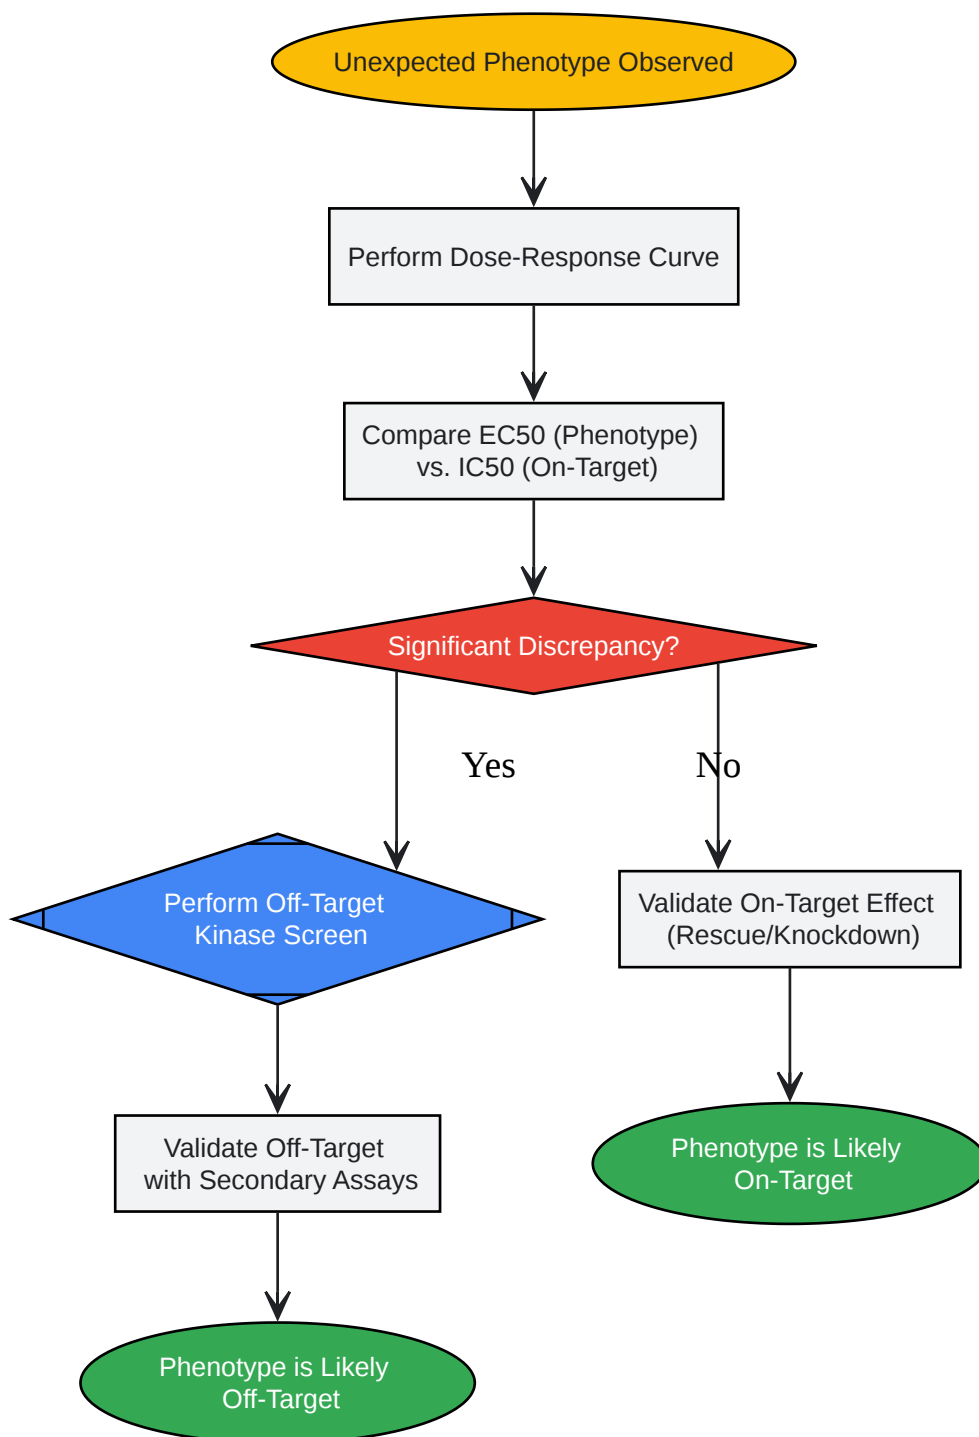 Unexpected Phenotype Observed
Perform Dose-Response Curve
Compare EC50 (Phenotype)
vs. IC50 (On-Target)
Significant Discrepancy?
Yes
No
Perform Off-Target
Kinase Screen
Validate On-Target Effect
(Rescue/Knockdown)
Validate Off-Target
with Secondary Assays
Phenotype is Likely
On-Target
Phenotype is Likely
Off-Target